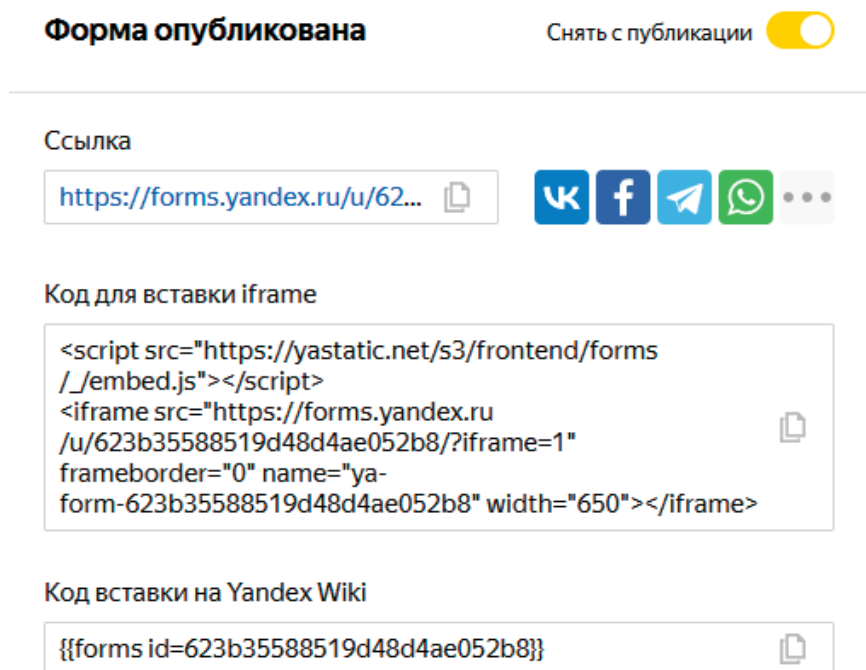 Форма опубликована
Снять с публикации
Ссылка
https://forms.yandex.ru/u/62...
Код для вставки iframe
<script src="https://yastatic.net/s3/frontend/forms
/_/embed.js"></script>
<iframe src="https://forms.yandex.ru
/u/623b35588519d48d4ae052b8/?iframe=1"
frameborder="0" name="ya-
form-623b35588519d48d4ae052b8" width="650"></iframe>
Код вставки на Yandex Wiki
{{forms id=623b35588519d48d4ae052b8}}